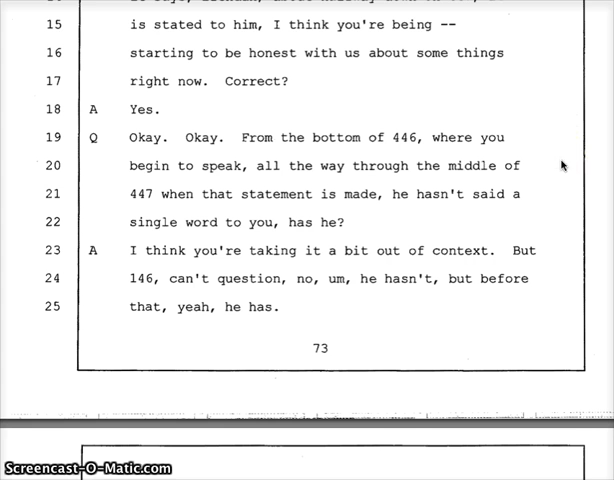 15 is stated to him, I think you're being --
16 starting to be honest with us about some things
17 right now. Correct?
18 A Yes.
19 Q Okay. Okay. From the bottom of 446, where you
20 begin to speak, all the way through the middle of
21 447 when that statement is made, he hasn't said a
22 single word to you, has he?
23 A I think you're taking it a bit out of context. But
24 146, can't question, no, um, he hasn't, but before
25 that, yeah, he has.
73
Screencast-O-Matic.com